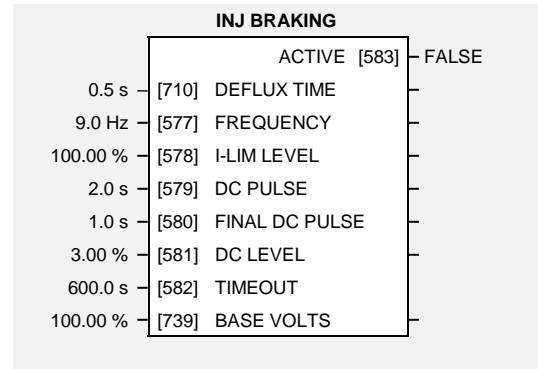 INJ BRAKING
ACTIVE [583] – FALSE
0.5 s – [710] DEFLUX TIME –
9.0 Hz – [577] FREQUENCY –
100.00 % – [578] I-LIM LEVEL –
2.0 s – [579] DC PULSE –
1.0 s – [580] FINAL DC PULSE –
3.00 % – [581] DC LEVEL –
600.0 s – [582] TIMEOUT –
100.00 % – [739] BASE VOLTS –